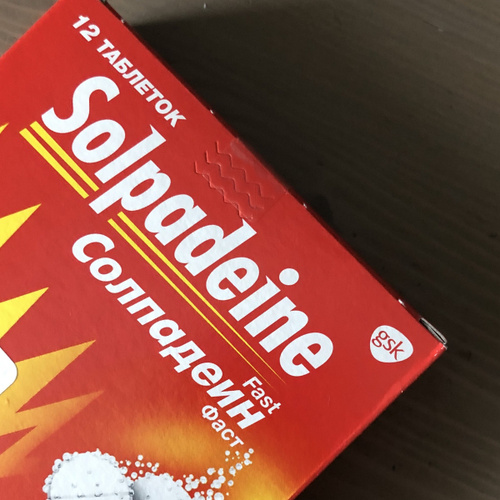 12 ТАБЛЕТОК
Solpadeine
Fast
Солпадеин
Фаст
gsk